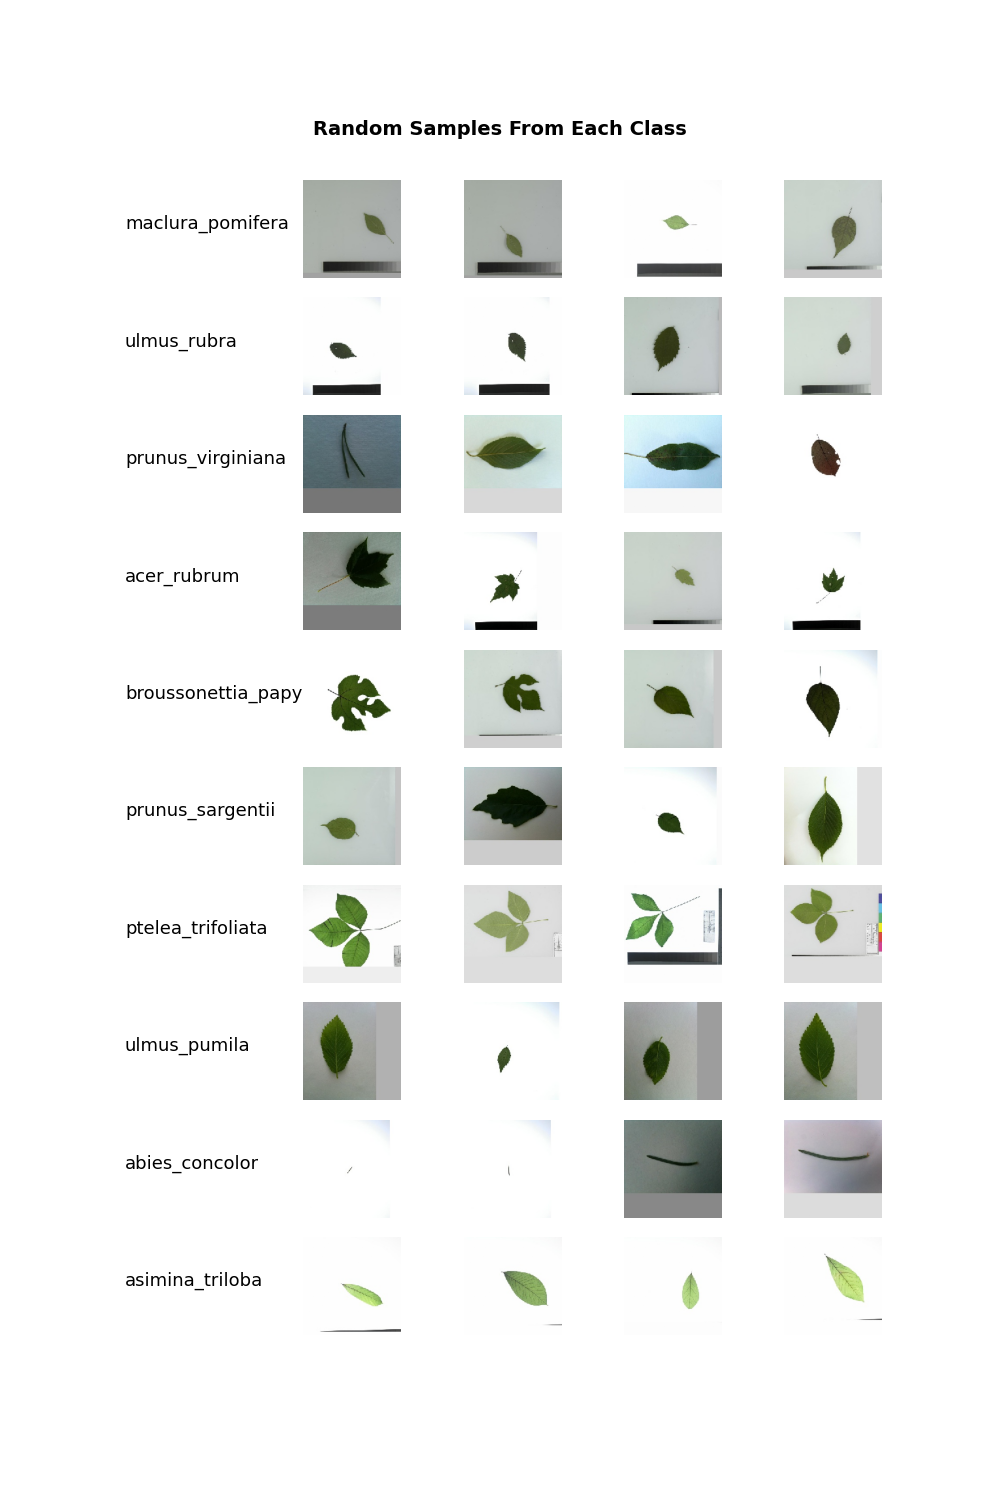 Random Samples From Each Class
maclura_pomifera
ulmus_rubra
prunus_virginiana
acer_rubrum
broussonettia_papy
prunus_sargentii
ptelea_trifoliata
ulmus_pumila
abies_concolor
asimina_triloba